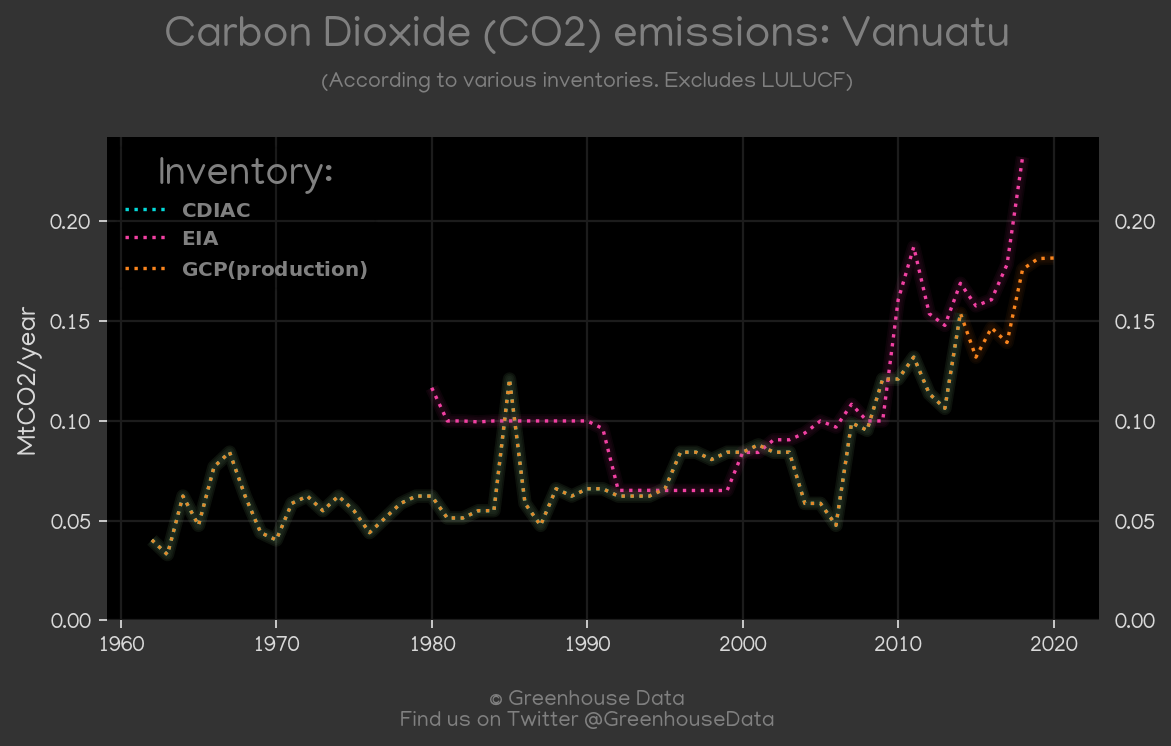 Carbon Dioxide (CO2) emissions: Vanuatu
(According to various inventories. Excludes LULUCF)
Inventory:
CDIAC
EIA
GCP(production)
MtCO2/year
0.20 0.20
0.15 0.15
0.10 0.10
0.05 0.05
0.00 0.00
1960 1970 1980 1990 2000 2010 2020
© Greenhouse Data
Find us on Twitter @GreenhouseData